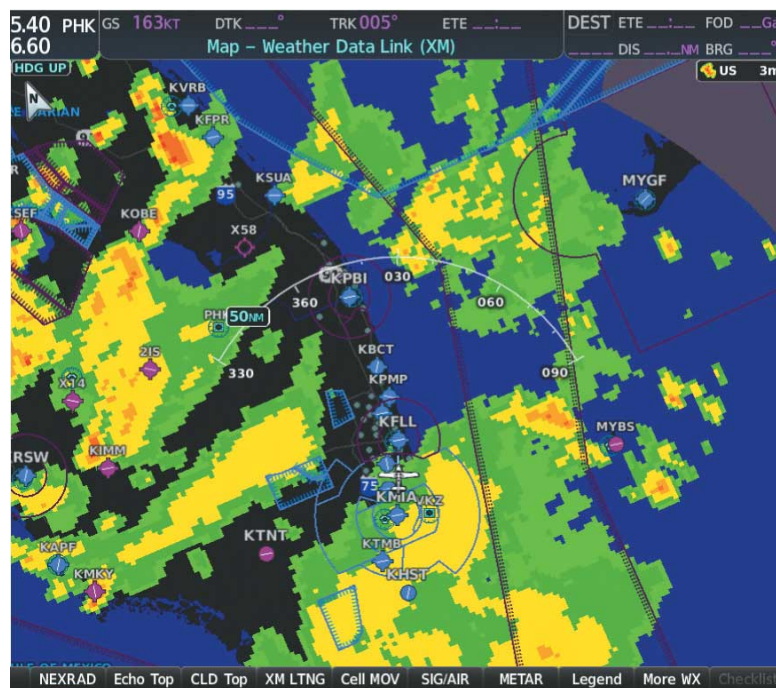 5.40 PHK
6.60
GS 163KT DTK ___° TRK 005° ETE __:__
Map – Weather Data Link (XM)
DEST ETE __:__ FOD __Ga
____ DIS __.__NM BRG ___°
HDG UP
US 3m
N
KVRB
KFPR
KSUA
95
MYGF
SEF
KOBE
X58
KPBI
030
360
060
PHK
50NM
330
090
2IS
KBCT
X14
KPMP
KFLL
MYBS
RSW
KIMM
75
KMIA
VKZ
KTNT
KTMB
KAPF
KHST
KMKY
NEXRAD Echo Top CLD Top XM LTNG Cell MOV SIG/AIR METAR Legend More WX Checklist